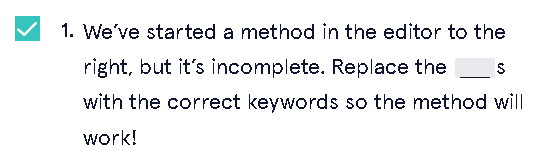 1. We've started a method in the editor to the
right, but it's incomplete. Replace the ___s
with the correct keywords so the method will
work!